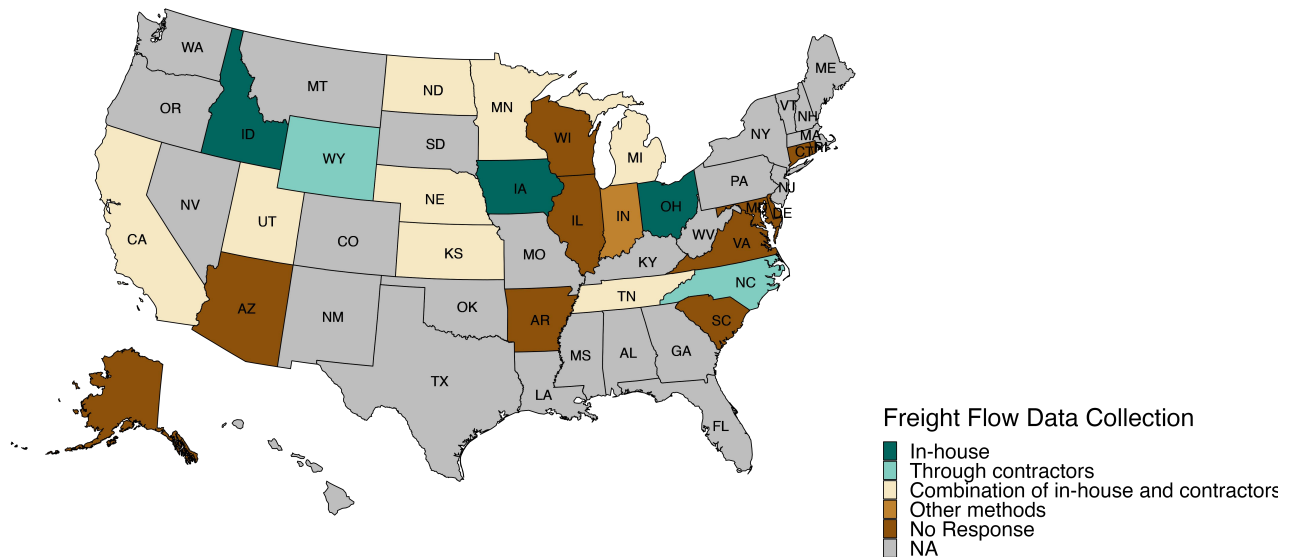 WA
ME
MT
ND
VT
MN
OR
NH
NY
MA
ID
WI
SD
CT
RI
WY
MI
PA
IA
NJ
NE
NV
OH
MD
DE
IN
UT
IL
WV
CA
CO
VA
KS
MO
KY
NC
TN
AZ
OK
NM
AR
SC
MS
AL
GA
TX
LA
FL
Freight Flow Data Collection
In-house
Through contractors
Combination of in-house and contractors
Other methods
No Response
NA